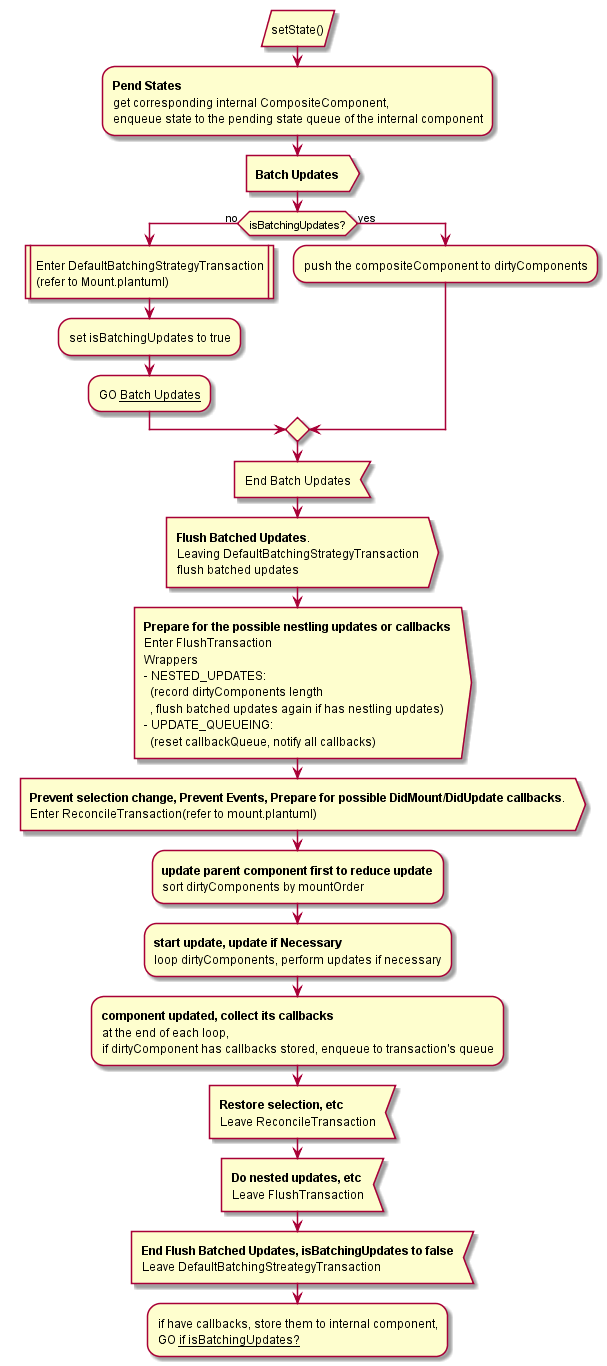 setState()
Pend States
get corresponding internal CompositeComponent,
enqueue state to the pending state queue of the internal component
Batch Updates
no
isBatchingUpdates?
yes
Enter DefaultBatchingStrategyTransaction
(refer to Mount.plantuml)
push the compositeComponent to dirtyComponents
set isBatchingUpdates to true
GO Batch Updates
End Batch Updates
Flush Batched Updates.
Leaving DefaultBatchingStrategyTransaction
flush batched updates
Prepare for the possible nestling updates or callbacks
Enter FlushTransaction
Wrappers
- NESTED_UPDATES:
(record dirtyComponents length
, flush batched updates again if has nestling updates)
- UPDATE_QUEUEING:
(reset callbackQueue, notify all callbacks)
Prevent selection change, Prevent Events, Prepare for possible DidMount/DidUpdate callbacks.
Enter ReconcileTransaction(refer to mount.plantuml)
update parent component first to reduce update
sort dirtyComponents by mountOrder
start update, update if Necessary
loop dirtyComponents, perform updates if necessary
component updated, collect its callbacks
at the end of each loop,
if dirtyComponent has callbacks stored, enqueue to transaction's queue
Restore selection, etc
Leave ReconcileTransaction
Do nested updates, etc
Leave FlushTransaction
End Flush Batched Updates, isBatchingUpdates to false
Leave DefaultBatchingStreategyTransaction
if have callbacks, store them to internal component,
GO if isBatchingUpdates?